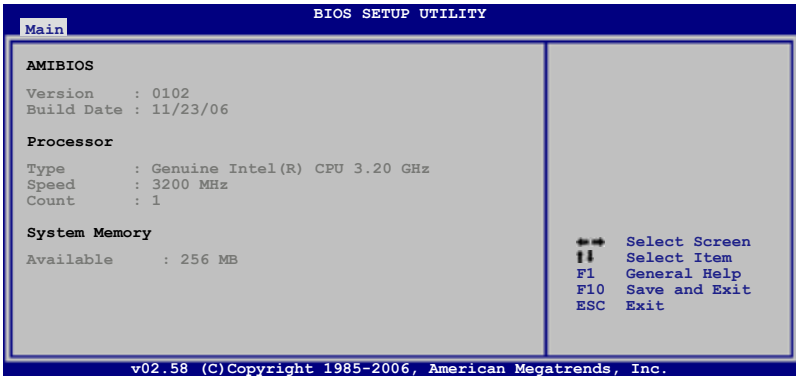 BIOS SETUP UTILITY
Main
AMIBIOS
Version : 0102
Build Date : 11/23/06
Processor
Type : Genuine Intel(R) CPU 3.20 GHz
Speed : 3200 MHz
Count : 1
System Memory
Available : 256 MB
←→ Select Screen
↑↓ Select Item
F1 General Help
F10 Save and Exit
ESC Exit
v02.58 (C)Copyright 1985-2006, American Megatrends, Inc.